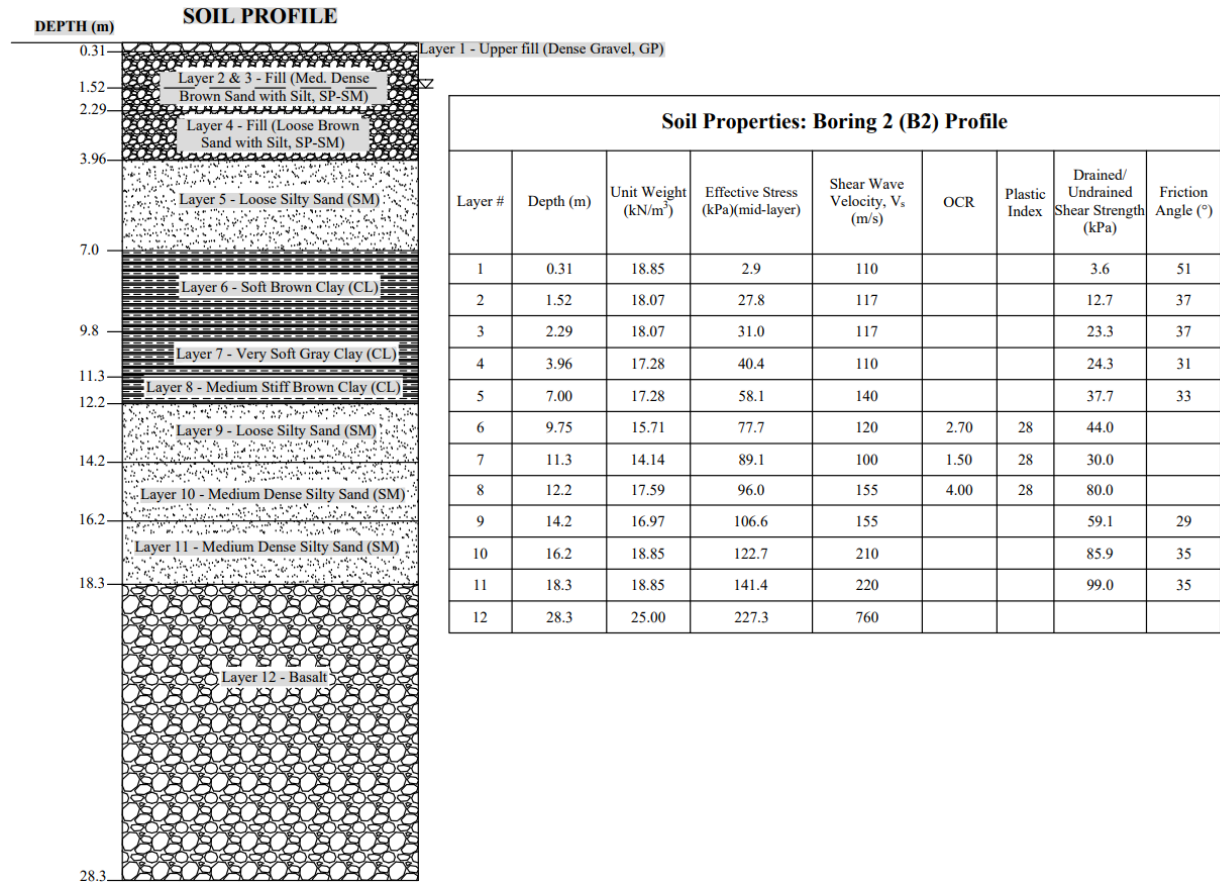 SOIL PROFILE
DEPTH (m)
0.31
Layer 1 - Upper fill (Dense Gravel, GP)
Layer 2 & 3 - Fill (Med. Dense
1.52
Brown Sand with Silt, SP-SM)
2.29
Layer 4 - Fill (Loose Brown
Sand with Silt, SP-SM)
3.96
Layer 5 - Loose Silty Sand (SM)
7.0
Layer 6 - Soft Brown Clay (CL)
9.8
Layer 7 - Very Soft Gray Clay (CL)
11.3
Layer 8 - Medium Stiff Brown Clay (CL)
12.2
Layer 9 - Loose Silty Sand (SM)
14.2
Layer 10 - Medium Dense Silty Sand (SM)
16.2
Layer 11 - Medium Dense Silty Sand (SM)
18.3
Layer 12 - Basalt
28.3
Soil Properties: Boring 2 (B2) Profile
Layer # Depth (m) Unit Weight (kN/m³) Effective Stress (kPa)(mid-layer) Shear Wave Velocity, Vs (m/s) OCR Plastic Index Drained/ Undrained Shear Strength (kPa) Friction Angle (°)
1 0.31 18.85 2.9 110 3.6 51
2 1.52 18.07 27.8 117 12.7 37
3 2.29 18.07 31.0 117 23.3 37
4 3.96 17.28 40.4 110 24.3 31
5 7.00 17.28 58.1 140 37.7 33
6 9.75 15.71 77.7 120 2.70 28 44.0
7 11.3 14.14 89.1 100 1.50 28 30.0
8 12.2 17.59 96.0 155 4.00 28 80.0
9 14.2 16.97 106.6 155 59.1 29
10 16.2 18.85 122.7 210 85.9 35
11 18.3 18.85 141.4 220 99.0 35
12 28.3 25.00 227.3 760